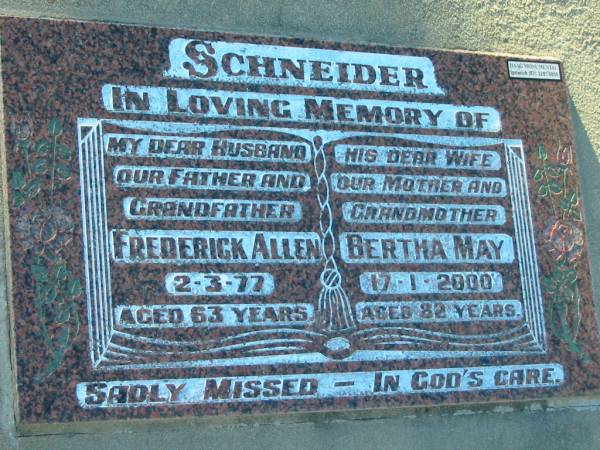 SCHNEIDER
IN LOVING MEMORY OF
MY DEAR HUSBAND
OUR FATHER AND
GRANDFATHER
FREDERICK ALLEN
2-3-77
AGED 63 YEARS
HIS DEAR WIFE
OUR MOTHER AND
GRANDMOTHER
BERTHA MAY
17-1-2000
AGED 82 YEARS.
SADLY MISSED – IN GOD'S CARE.